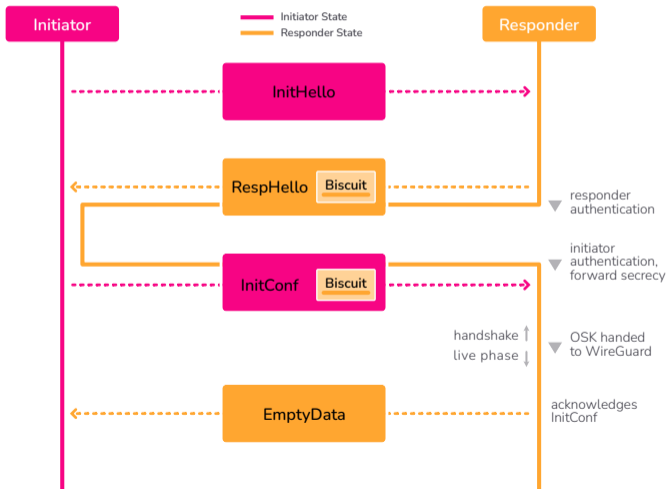 Initiator
Initiator State
Responder State
Responder
InitHello
RespHello
Biscuit
responder
authentication
initiator
authentication,
forward secrecy
InitConf
Biscuit
handshake
live phase
OSK handed
to WireGuard
EmptyData
acknowledges
InitConf